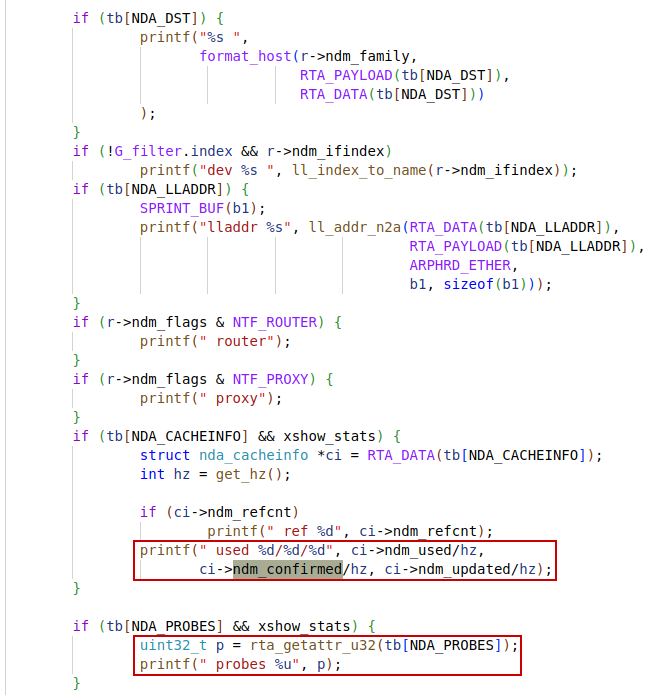 if (tb[NDA_DST]) {
printf("%s ",
format_host(r->ndm_family,
RTA_PAYLOAD(tb[NDA_DST]),
RTA_DATA(tb[NDA_DST]))
);
}
if (!G_filter.index && r->ndm_ifindex)
printf("dev %s ", ll_index_to_name(r->ndm_ifindex));
if (tb[NDA_LLADDR]) {
SPRINT_BUF(b1);
printf("lladdr %s", ll_addr_n2a(RTA_DATA(tb[NDA_LLADDR]),
RTA_PAYLOAD(tb[NDA_LLADDR]),
ARPHRD_ETHER,
b1, sizeof(b1)));
}
if (r->ndm_flags & NTF_ROUTER) {
printf(" router");
}
if (r->ndm_flags & NTF_PROXY) {
printf(" proxy");
}
if (tb[NDA_CACHEINFO] && xshow_stats) {
struct nda_cacheinfo *ci = RTA_DATA(tb[NDA_CACHEINFO]);
int hz = get_hz();
if (ci->ndm_refcnt)
printf(" ref %d", ci->ndm_refcnt);
printf(" used %d/%d/%d", ci->ndm_used/hz,
ci->ndm_confirmed/hz, ci->ndm_updated/hz);
}
if (tb[NDA_PROBES] && xshow_stats) {
uint32_t p = rta_getattr_u32(tb[NDA_PROBES]);
printf(" probes %u", p);
}